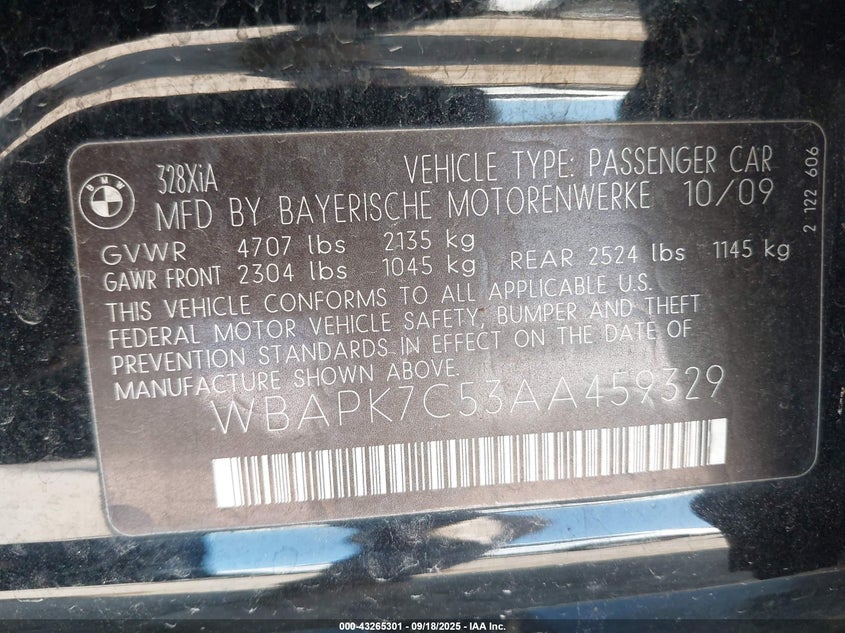 BMW
328XiA
VEHICLE TYPE: PASSENGER CAR
MFD BY BAYERISCHE MOTORENWERKE 10/09
GVWR 4707 lbs 2135 kg
GAWR FRONT 2304 lbs 1045 kg REAR 2524 lbs 1145 kg
THIS VEHICLE CONFORMS TO ALL APPLICABLE U.S.
FEDERAL MOTOR VEHICLE SAFETY, BUMPER AND THEFT
PREVENTION STANDARDS IN EFFECT ON THE DATE OF
MANUFACTURE SHOWN ABOVE.
WBAPK7C53AA459329
2 122 606
000-43265301 - 09/18/2025 - IAA Inc.